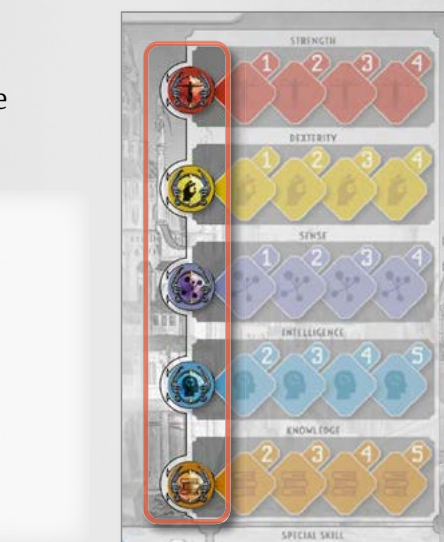 e
STRENGTH
1 2 3 4
DEXTERITY
1 2 3 4
SENSE
1 2 3 4
INTELLIGENCE
2 3 4 5
KNOWLEDGE
2 3 4 5
SPECIAL SKILL